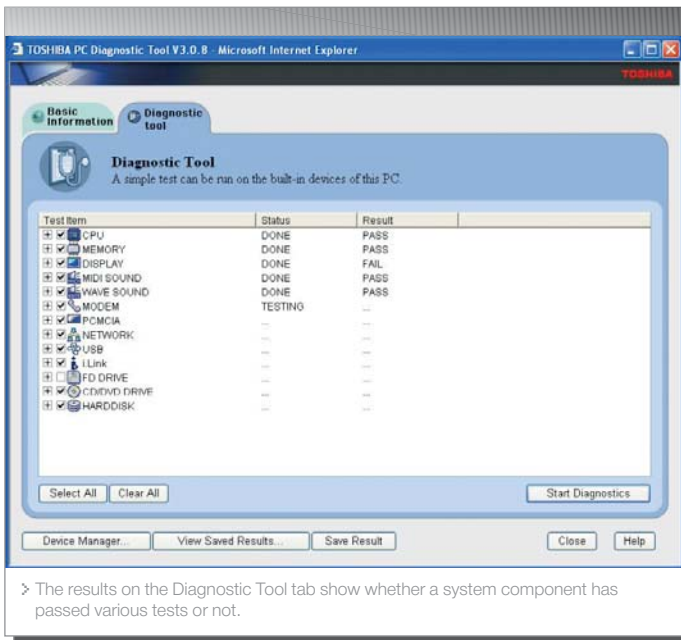 TOSHIBA PC Diagnostic Tool V3.0.8 - Microsoft Internet Explorer
TOSHIBA
Basic Information
Diagnostic tool
Diagnostic Tool
A simple test can be run on the built-in devices of this PC.
Test Item Status Result
CPU DONE PASS
MEMORY DONE PASS
DISPLAY DONE FAIL
MIDI SOUND DONE PASS
WAVE SOUND DONE PASS
MODEM TESTING ...
PCMCIA ... ...
NETWORK ... ...
USB ... ...
i.Link ... ...
FD DRIVE ... ...
CD/DVD DRIVE ... ...
HARDDISK ... ...
Select All Clear All Start Diagnostics
Device Manager... View Saved Results... Save Result Close Help
The results on the Diagnostic Tool tab show whether a system component has
passed various tests or not.